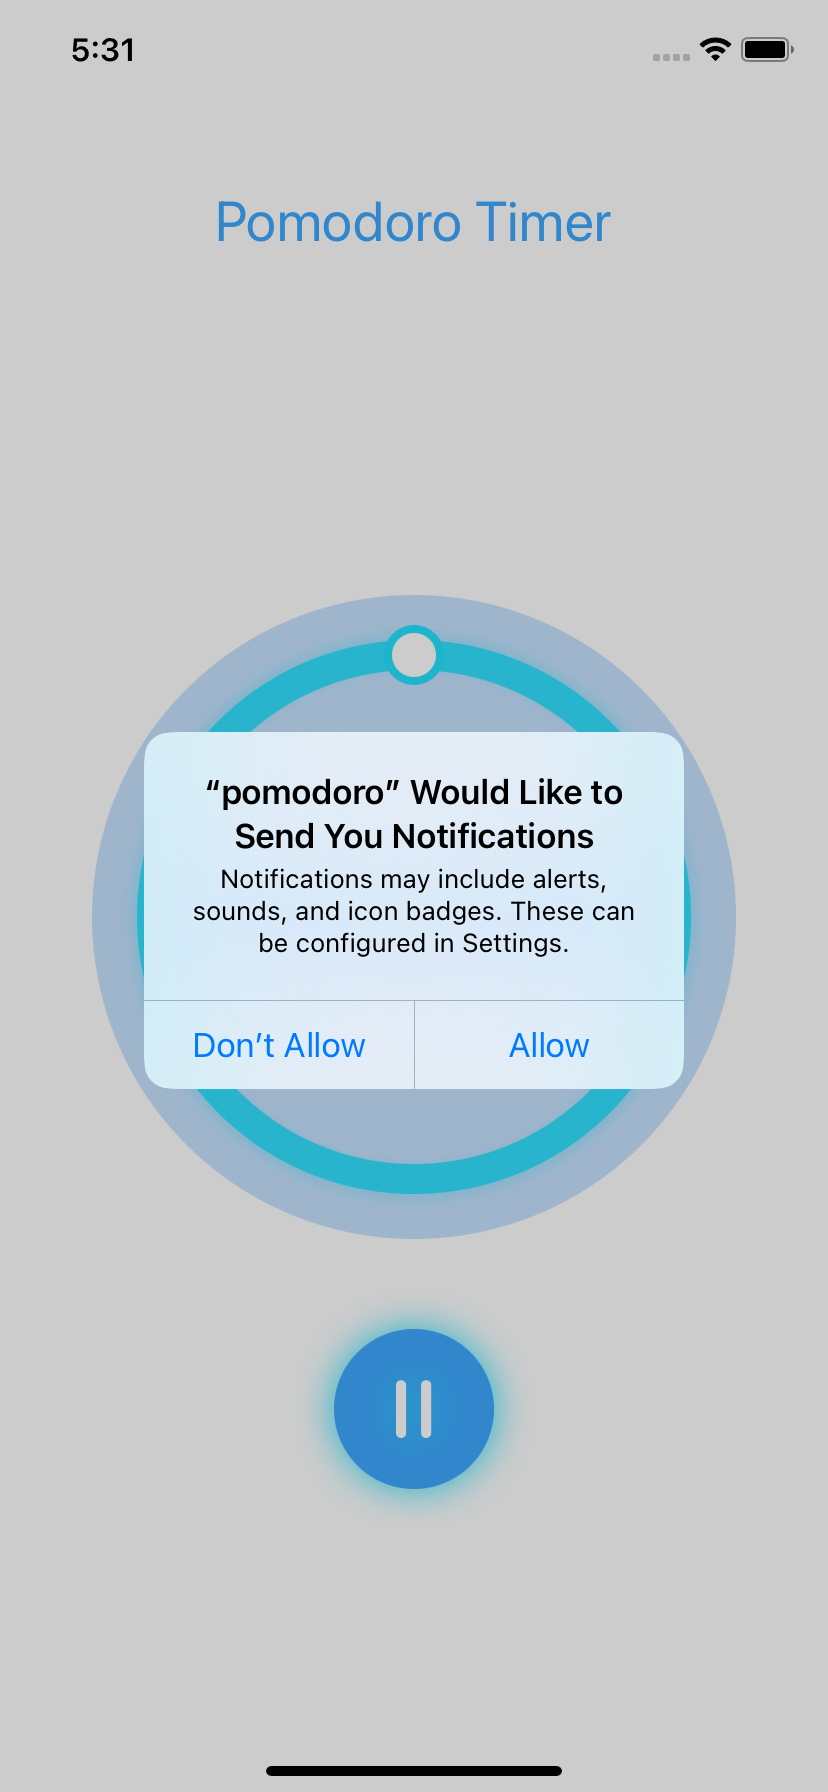 5:31
Pomodoro Timer
“pomodoro” Would Like to
Send You Notifications
Notifications may include alerts,
sounds, and icon badges. These can
be configured in Settings.
Don’t Allow
Allow